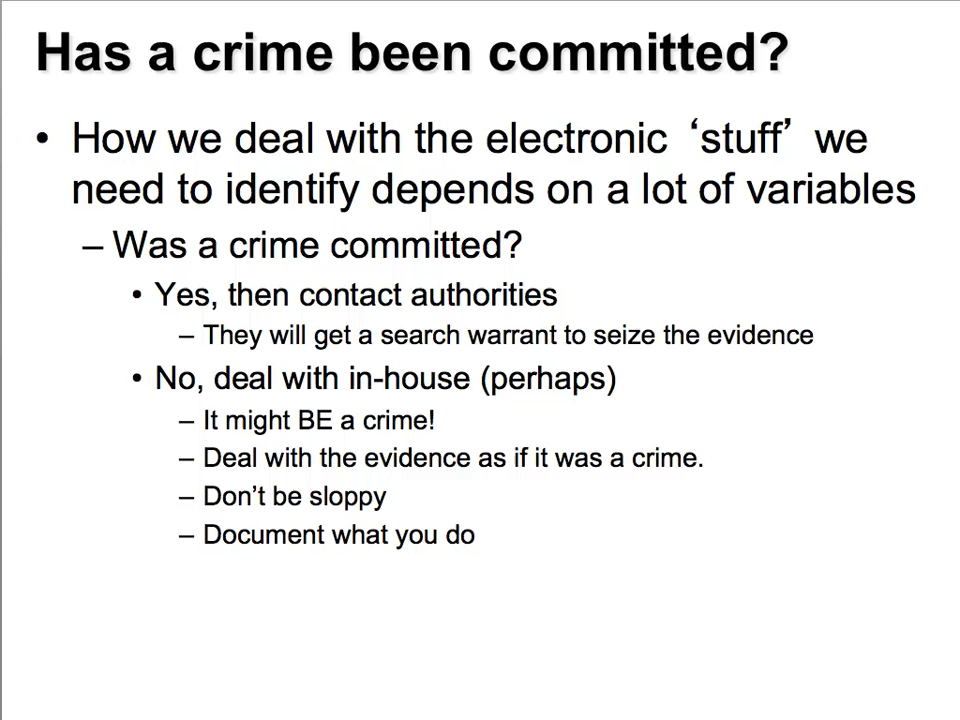 Has a crime been committed?
• How we deal with the electronic ‘stuff’ we
need to identify depends on a lot of variables
– Was a crime committed?
• Yes, then contact authorities
– They will get a search warrant to seize the evidence
• No, deal with in-house (perhaps)
– It might BE a crime!
– Deal with the evidence as if it was a crime.
– Don’t be sloppy
– Document what you do